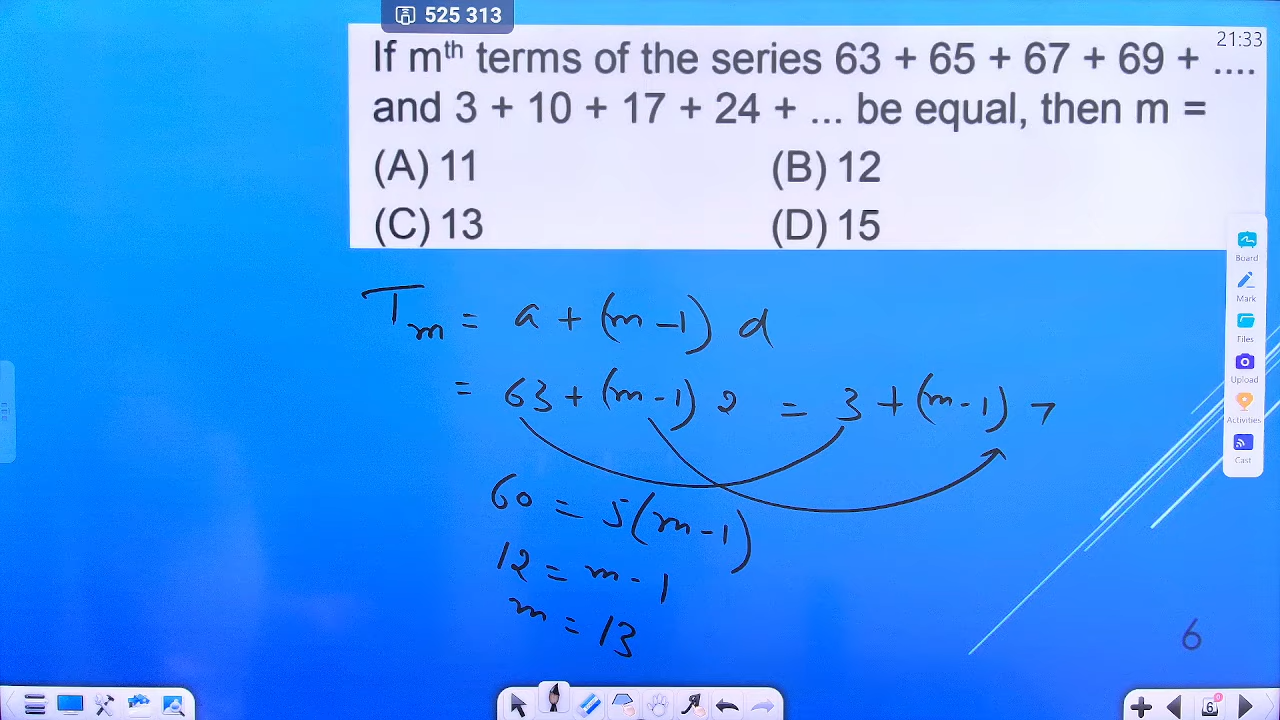 525 313
21:33
If mth terms of the series 63 + 65 + 67 + 69 + ....
and 3 + 10 + 17 + 24 + ... be equal, then m =
(A) 11 (B) 12
(C) 13 (D) 15
Tm = a + (m-1) d
= 63 + (m-1) 2 = 3 + (m-1) 7
60 = 5(m-1)
12 = m-1
m = 13
Board
Mark
Files
Upload
Activities
Cast
6
6